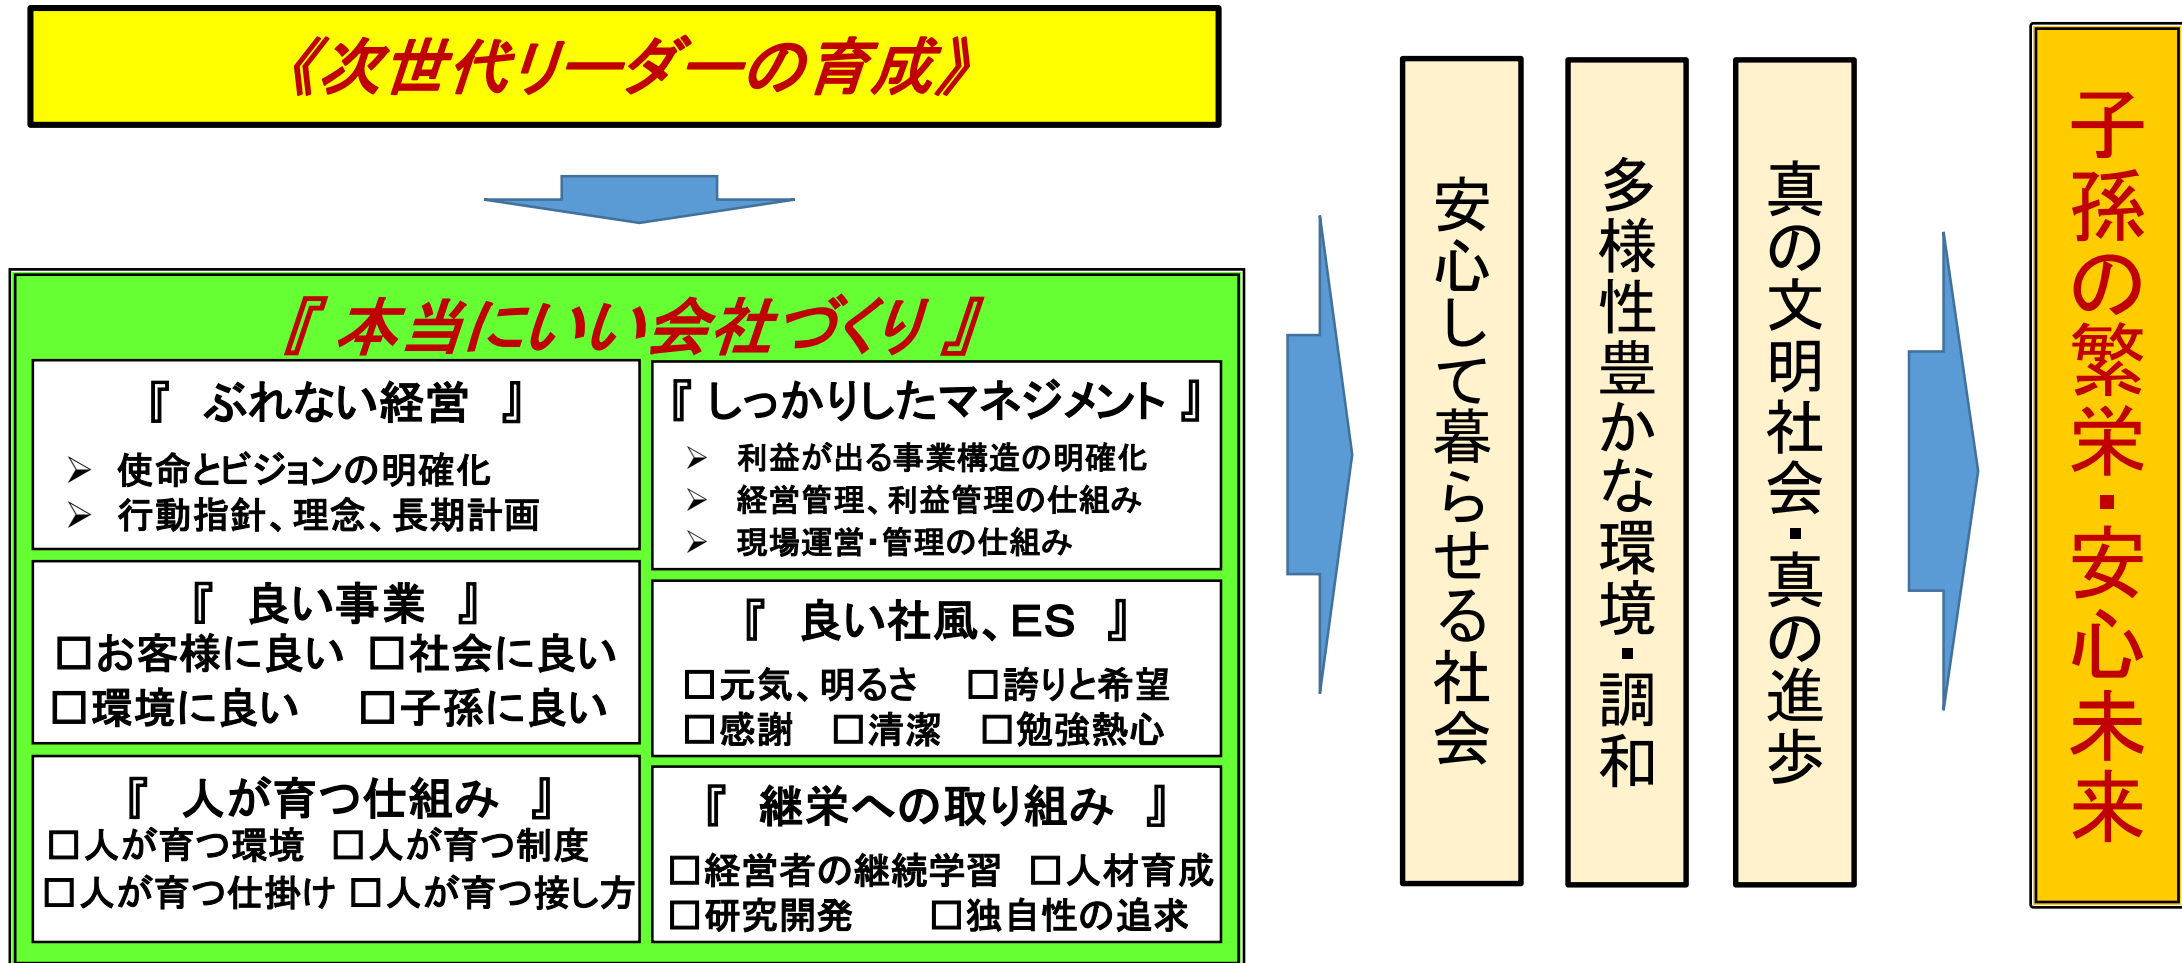 《次世代リーダーの育成》
『 本当にいい会社づくり 』
『 ぶれない経営 』
➢ 使命とビジョンの明確化
➢ 行動指針、理念、長期計画
『 しっかりしたマネジメント 』
➢ 利益が出る事業構造の明確化
➢ 経営管理、利益管理の仕組み
➢ 現場運営・管理の仕組み
『 良い事業 』
□お客様に良い □社会に良い
□環境に良い □子孫に良い
『 良い社風、ES 』
□元気、明るさ □誇りと希望
□感謝 □清潔 □勉強熱心
『 人が育つ仕組み 』
□人が育つ環境 □人が育つ制度
□人が育つ仕掛け □人が育つ接し方
『 継栄への取り組み 』
□経営者の継続学習 □人材育成
□研究開発 □独自性の追求
安心して暮らせる社会
多様性豊かな環境・調和
真の文明社会・真の進歩
子孫の繁栄・安心未来